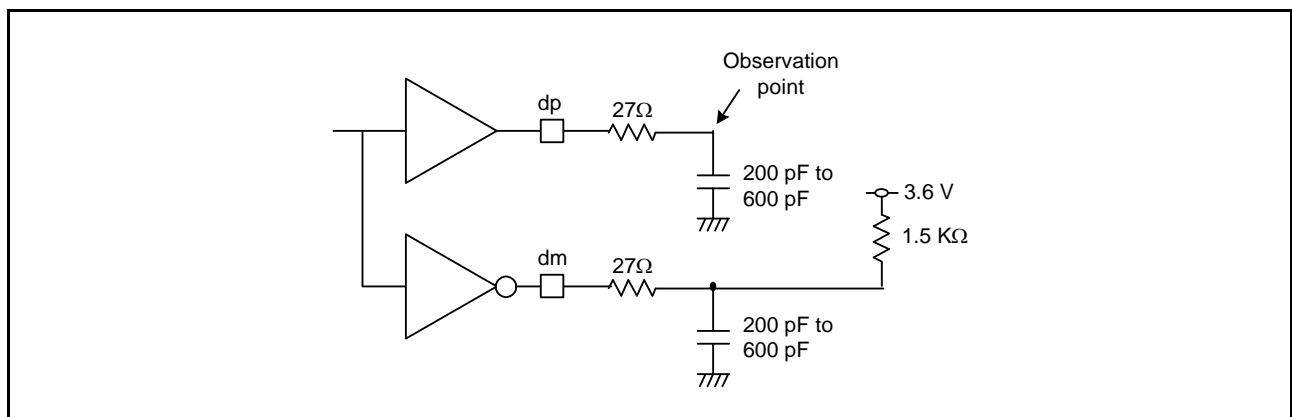 Observation
point
dp
27Ω
200 pF to
600 pF
3.6 V
1.5 KΩ
dm
27Ω
200 pF to
600 pF